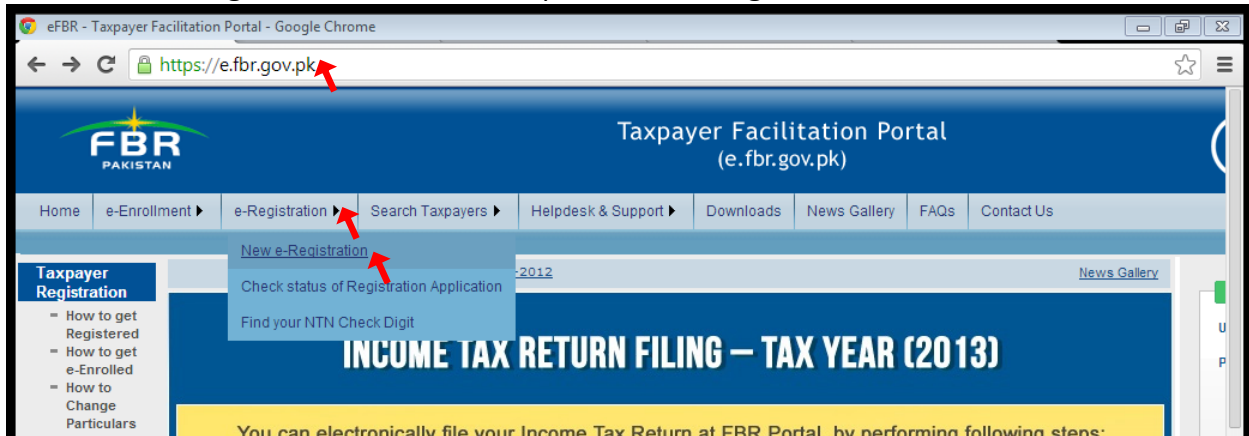 eFBR - Taxpayer Facilitation Portal - Google Chrome
https://e.fbr.gov.pk
FBR
PAKISTAN
Taxpayer Facilitation Portal
(e.fbr.gov.pk)
Home e-Enrollment e-Registration Search Taxpayers Helpdesk & Support Downloads News Gallery FAQs Contact Us
New e-Registration
Check status of Registration Application
Find your NTN Check Digit
-2012 News Gallery
Taxpayer
Registration
How to get
Registered
How to get
e-Enrolled
How to
Change
Particulars
INCOME TAX RETURN FILING – TAX YEAR (2013)
You can electronically file your Income Tax Return at FBR Portal, by performing following steps:
U
P